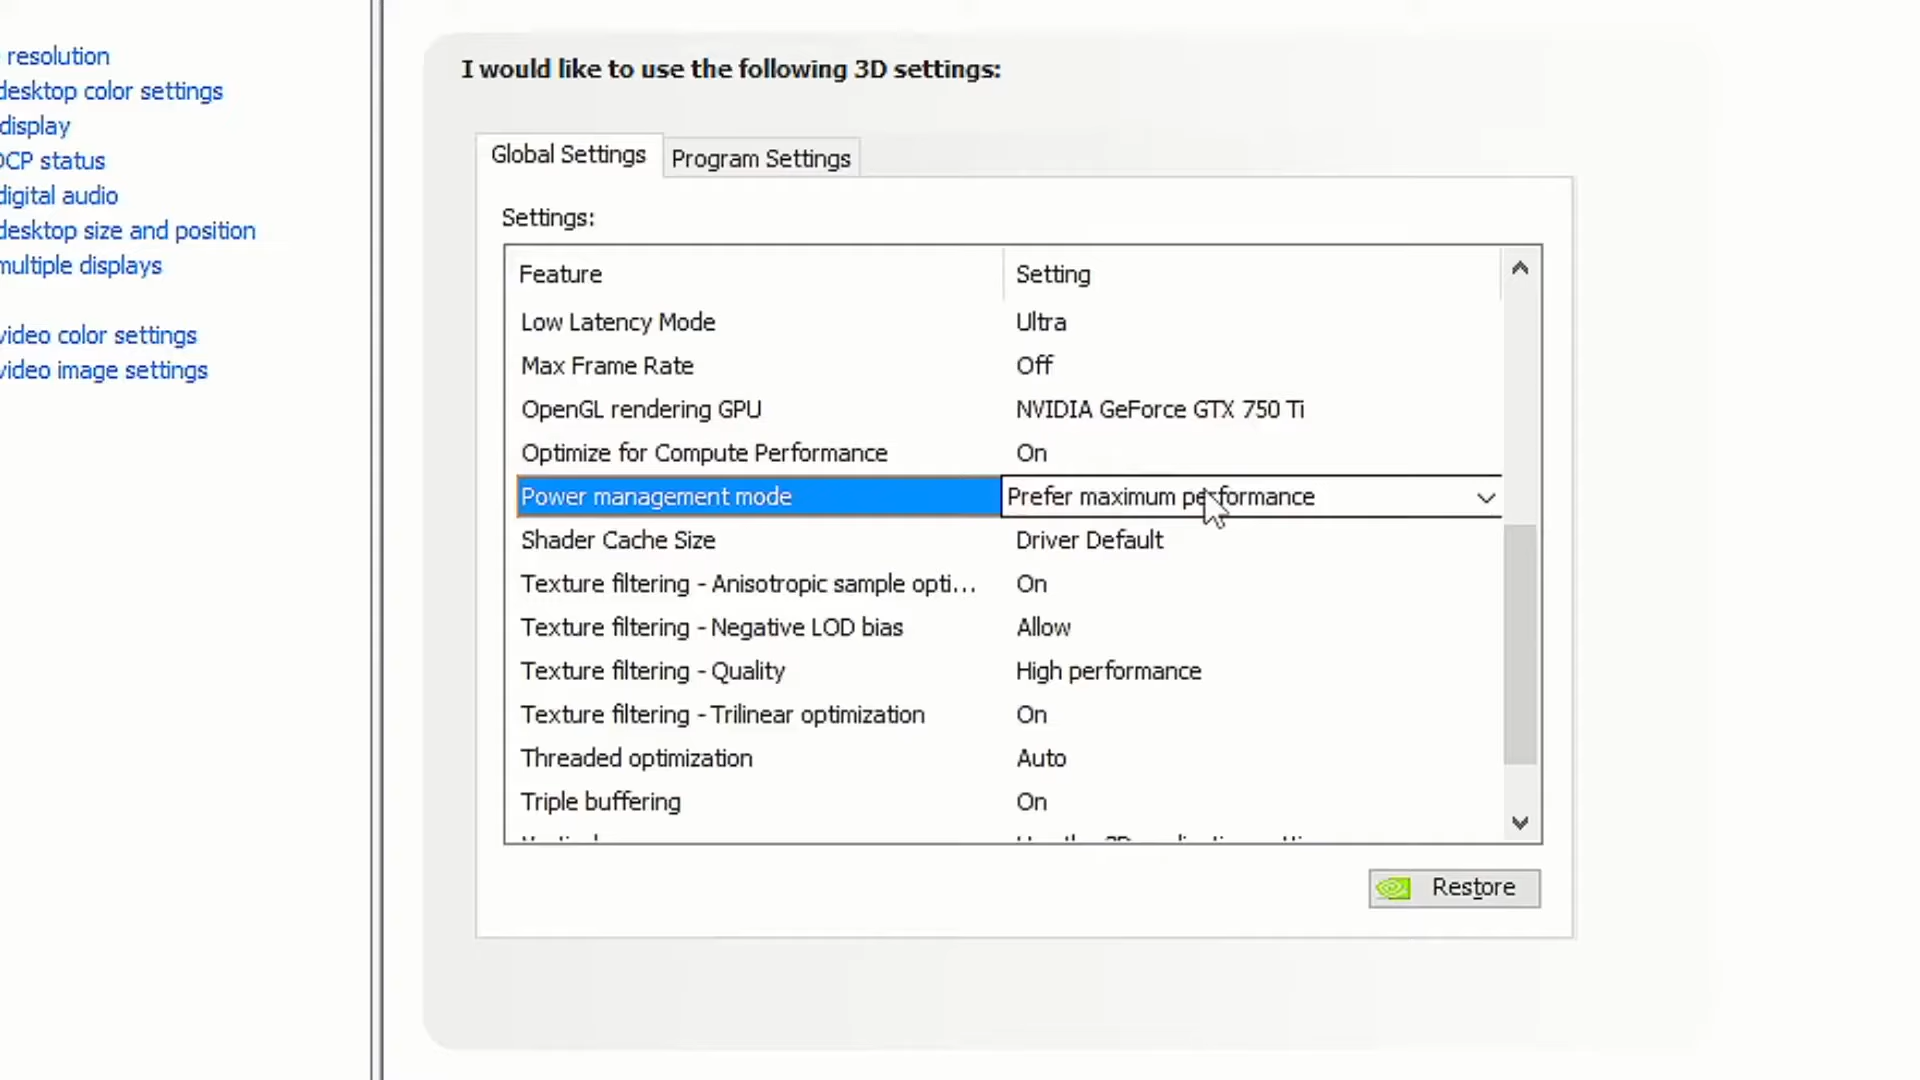 resolution
desktop color settings
display
DCP status
digital audio
desktop size and position
multiple displays
video color settings
video image settings
I would like to use the following 3D settings:
Global Settings
Program Settings
Settings:
Feature Setting
Low Latency Mode Ultra
Max Frame Rate Off
OpenGL rendering GPU NVIDIA GeForce GTX 750 Ti
Optimize for Compute Performance On
Power management mode Prefer maximum performance
Shader Cache Size Driver Default
Texture filtering - Anisotropic sample opti... On
Texture filtering - Negative LOD bias Allow
Texture filtering - Quality High performance
Texture filtering - Trilinear optimization On
Threaded optimization Auto
Triple buffering On
Restore